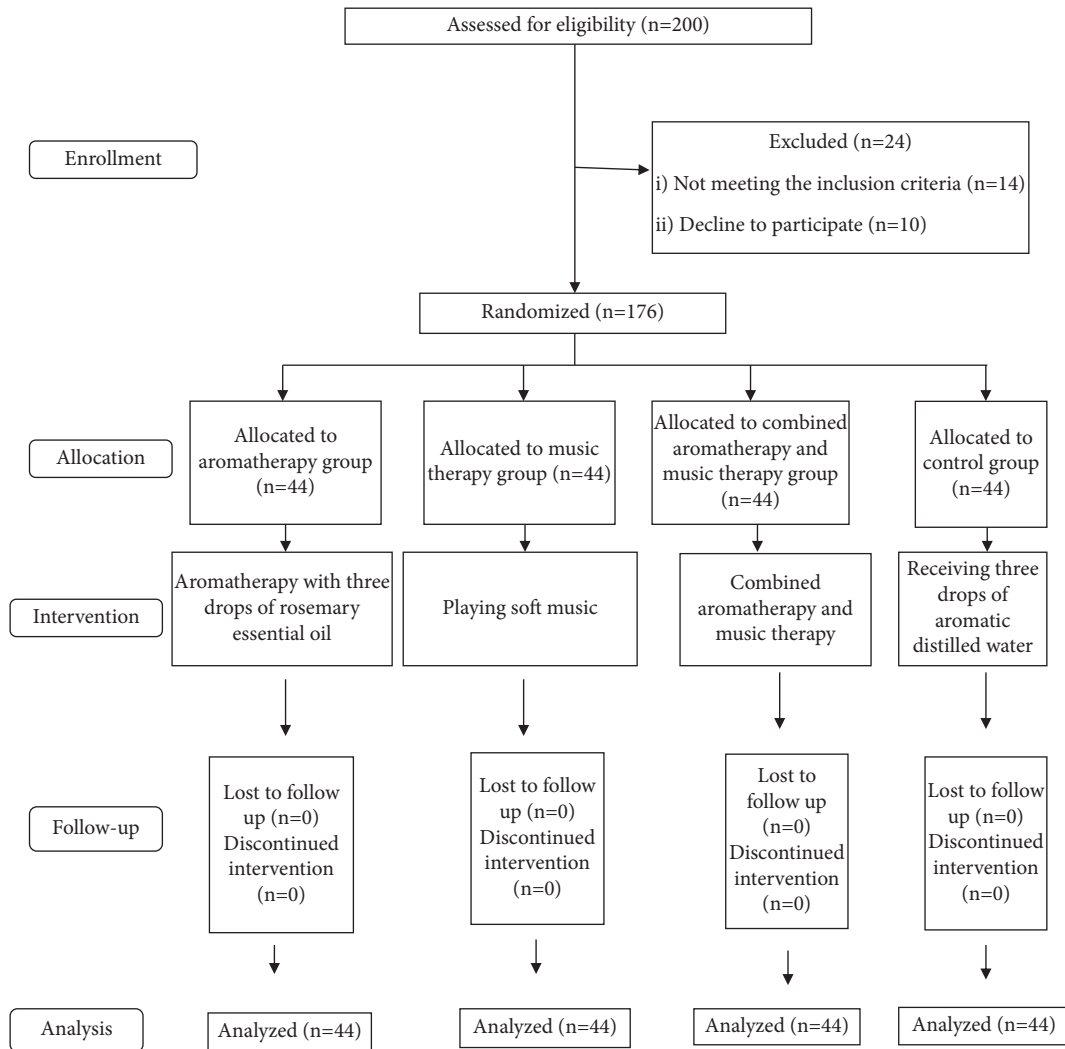 Assessed for eligibility (n=200)
Enrollment
Excluded (n=24)
i) Not meeting the inclusion criteria (n=14)
ii) Decline to participate (n=10)
Randomized (n=176)
Allocation
Allocated to
aromatherapy group
(n=44)
Allocated to music
therapy group (n=44)
Allocated to combined
aromatherapy and
music therapy group
(n=44)
Allocated to
control group
(n=44)
Intervention
Aromatherapy with three
drops of rosemary
essential oil
Playing soft music
Combined
aromatherapy and
music therapy
Receiving three
drops of
aromatic
distilled water
Follow-up
Lost to follow
up (n=0)
Discontinued
intervention
(n=0)
Lost to follow
up (n=0)
Discontinued
intervention
(n=0)
Lost to
follow up
(n=0)
Discontinued
intervention
(n=0)
Lost to follow
up (n=0)
Discontinued
intervention
(n=0)
Analysis
Analyzed (n=44)
Analyzed (n=44)
Analyzed (n=44)
Analyzed (n=44)